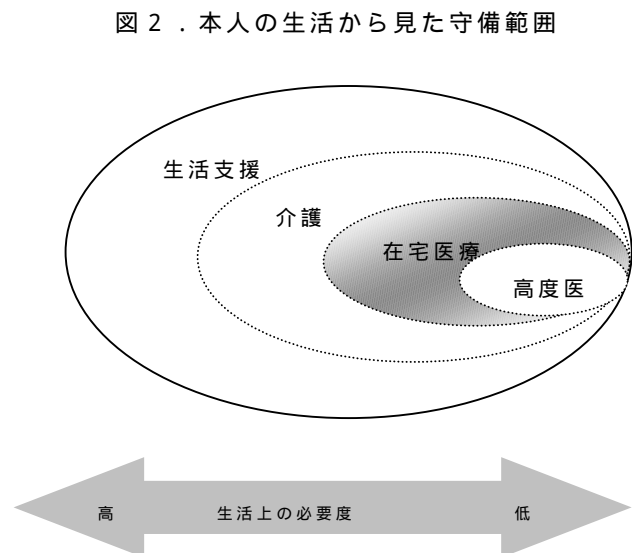 図２．本人の生活から見た守備範囲
生活支援
介護
在宅医療
高度医
高 生活上の必要度 低